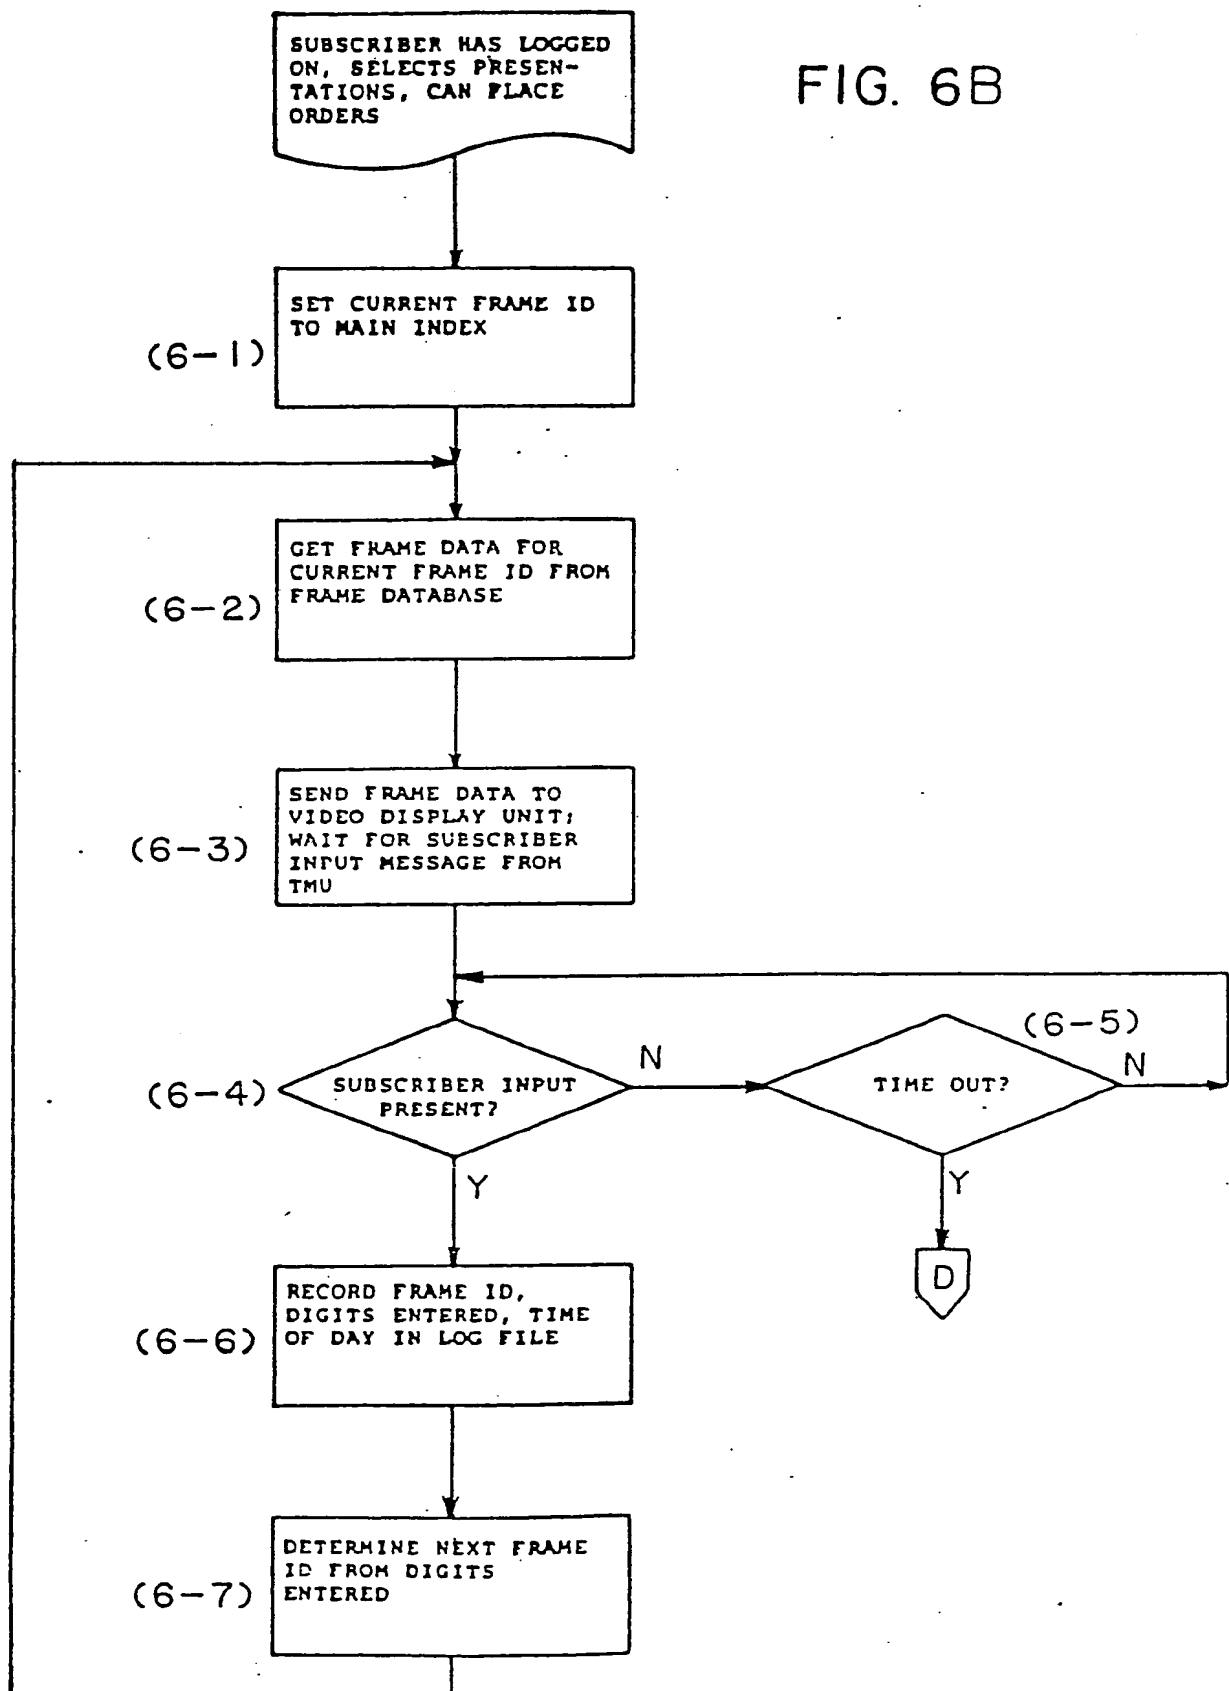 SUBSCRIBER HAS LOGGED
ON, SELECTS PRESEN-
TATIONS, CAN PLACE
ORDERS
FIG. 6B
SET CURRENT FRAME ID
TO MAIN INDEX
(6-1)
GET FRAME DATA FOR
CURRENT FRAME ID FROM
FRAME DATABASE
(6-2)
SEND FRAME DATA TO
VIDEO DISPLAY UNIT;
WAIT FOR SUBSCRIBER
INPUT MESSAGE FROM
TMU
(6-3)
(6-4)
SUBSCRIBER INPUT
PRESENT?
N
(6-5)
TIME OUT?
N
Y
Y
D
RECORD FRAME ID,
DIGITS ENTERED, TIME
OF DAY IN LOG FILE
(6-6)
DETERMINE NEXT FRAME
ID FROM DIGITS
ENTERED
(6-7)